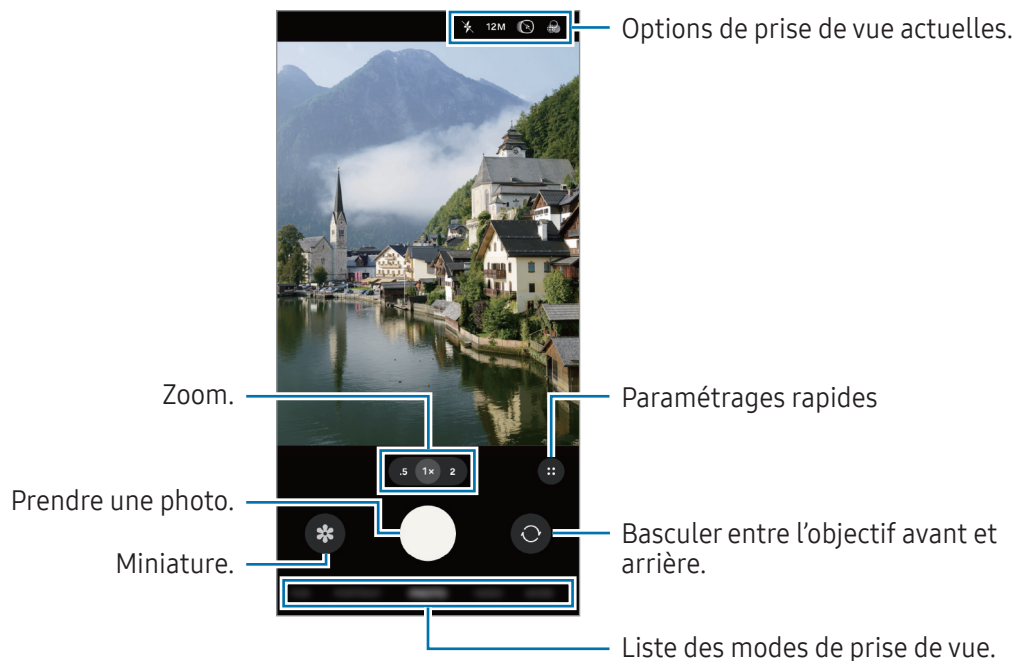 Options de prise de vue actuelles.
12M
Zoom.
Paramétrages rapides
.5 1× 2
Prendre une photo.
Basculer entre l'objectif avant et
arrière.
Miniature.
Liste des modes de prise de vue.